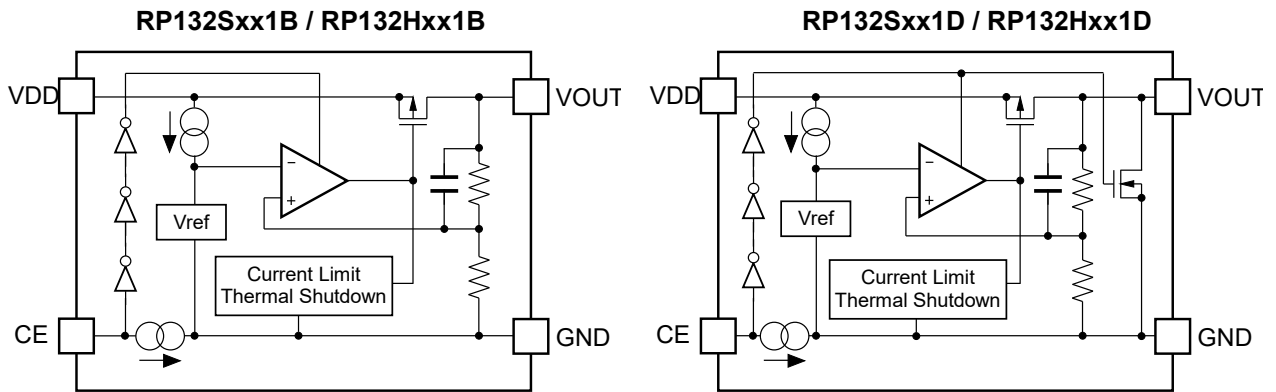 RP132Sxx1B / RP132Hxx1B
VDD
VOUT
−
+
Vref
Current Limit
Thermal Shutdown
CE
GND
RP132Sxx1D / RP132Hxx1D
VDD
VOUT
−
+
Vref
Current Limit
Thermal Shutdown
CE
GND